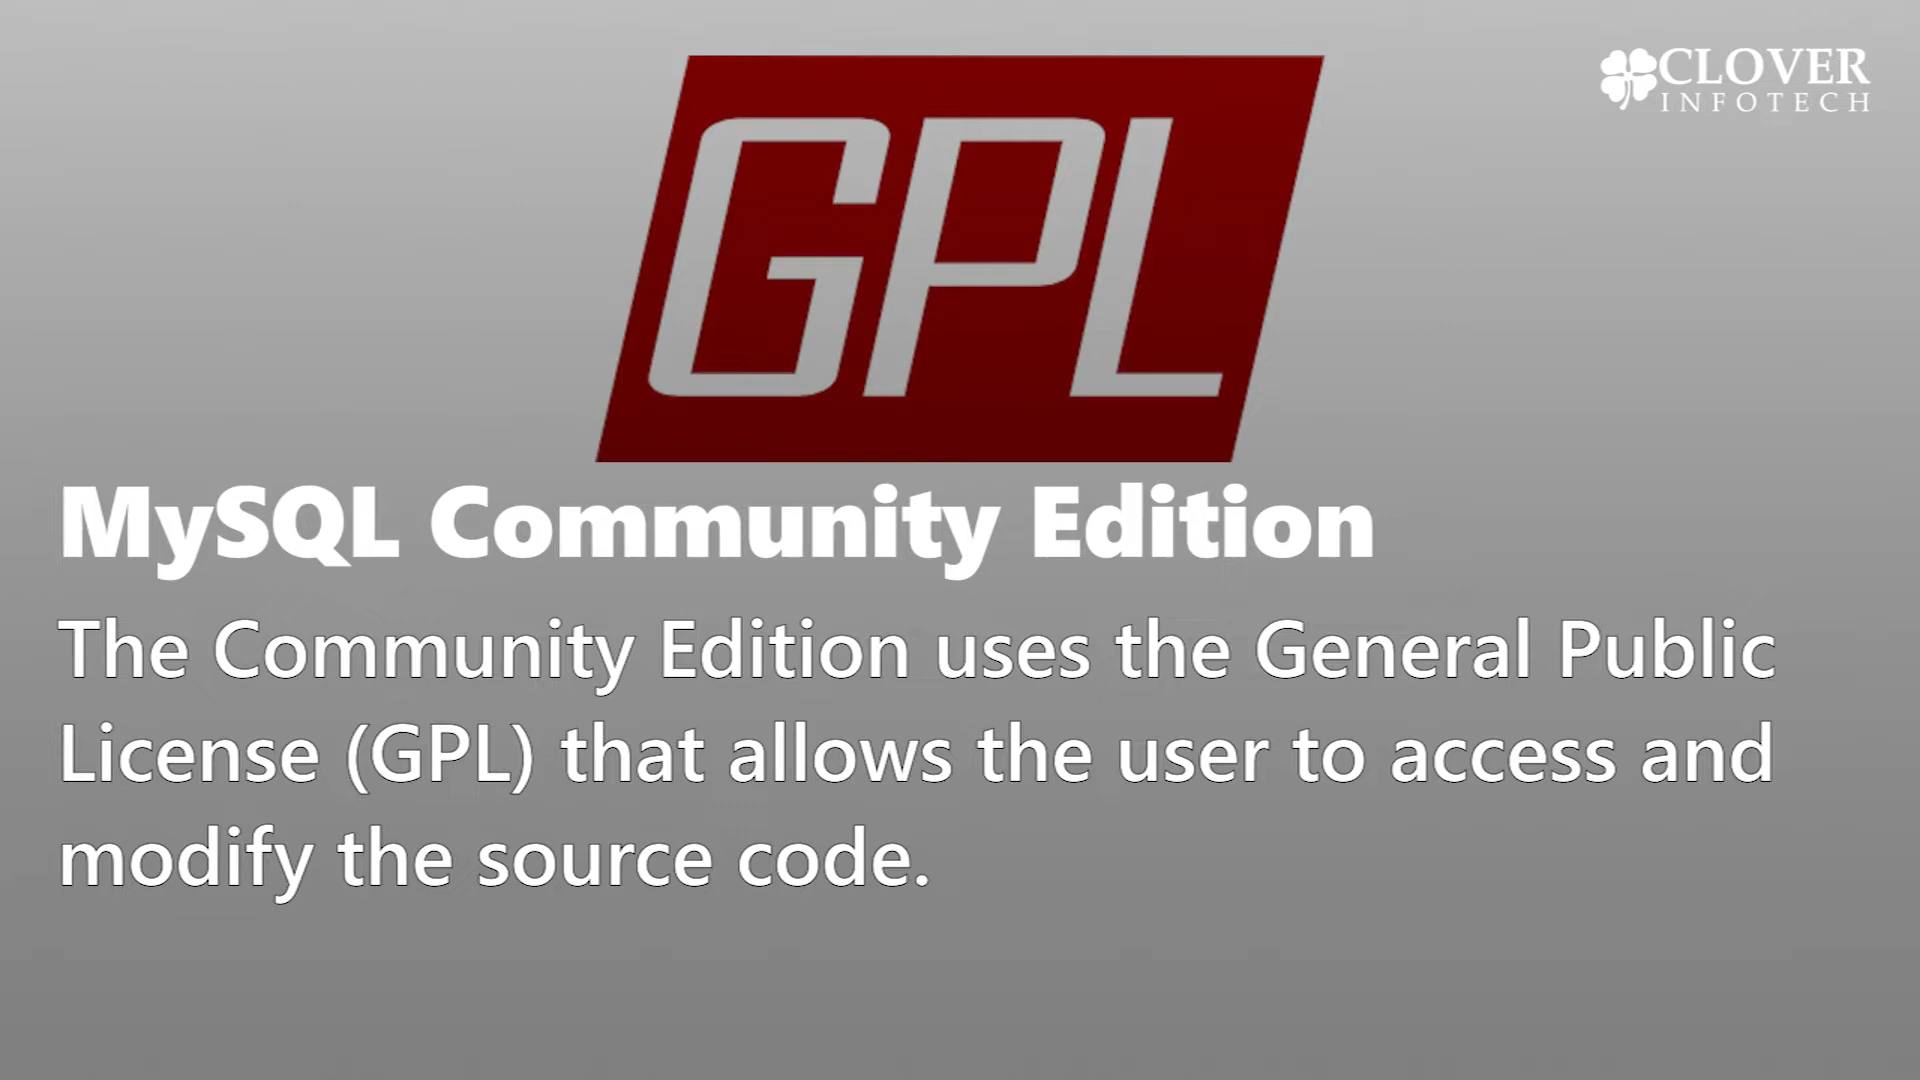 CLOVER
INFOTECH
GPL
MySQL Community Edition
The Community Edition uses the General Public
License (GPL) that allows the user to access and
modify the source code.